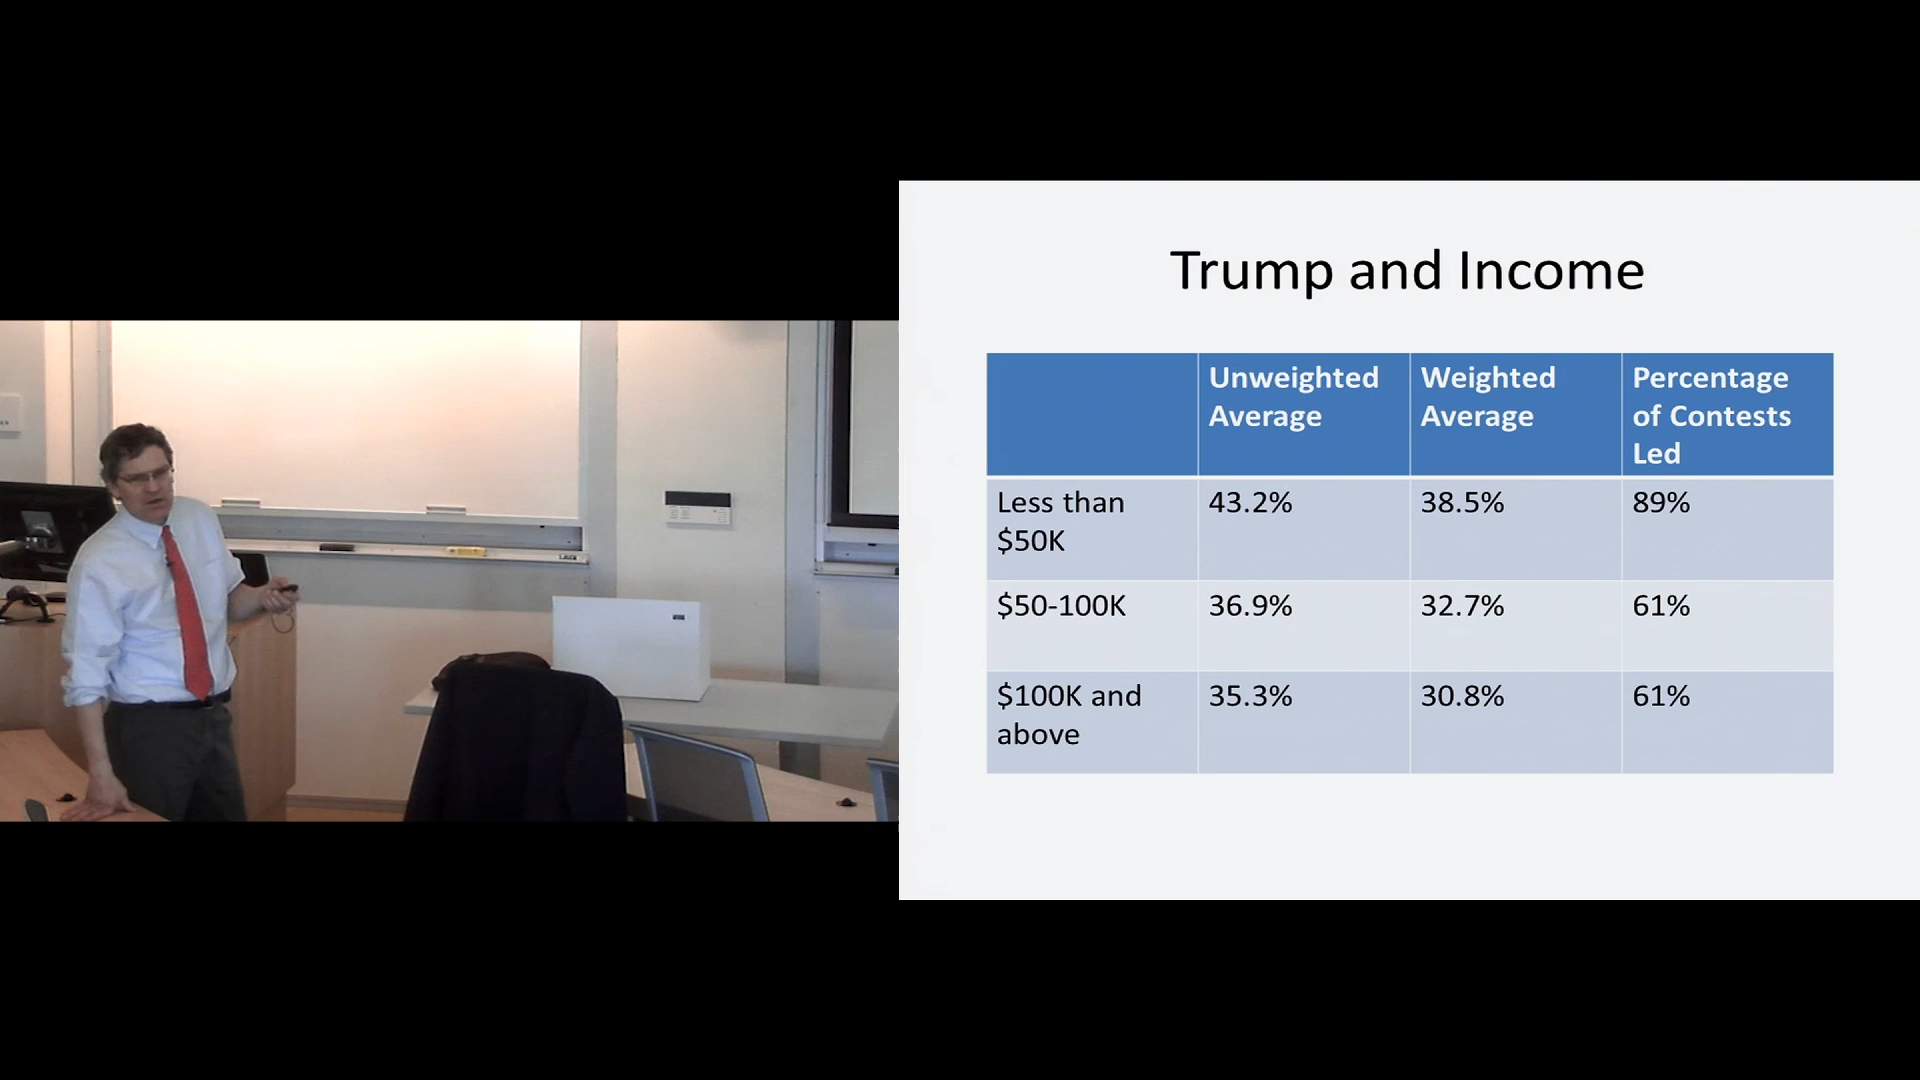 Trump and Income
Unweighted Average
Weighted Average
Percentage of Contests Led
Less than $50K
43.2%
38.5%
89%
$50-100K
36.9%
32.7%
61%
$100K and above
35.3%
30.8%
61%